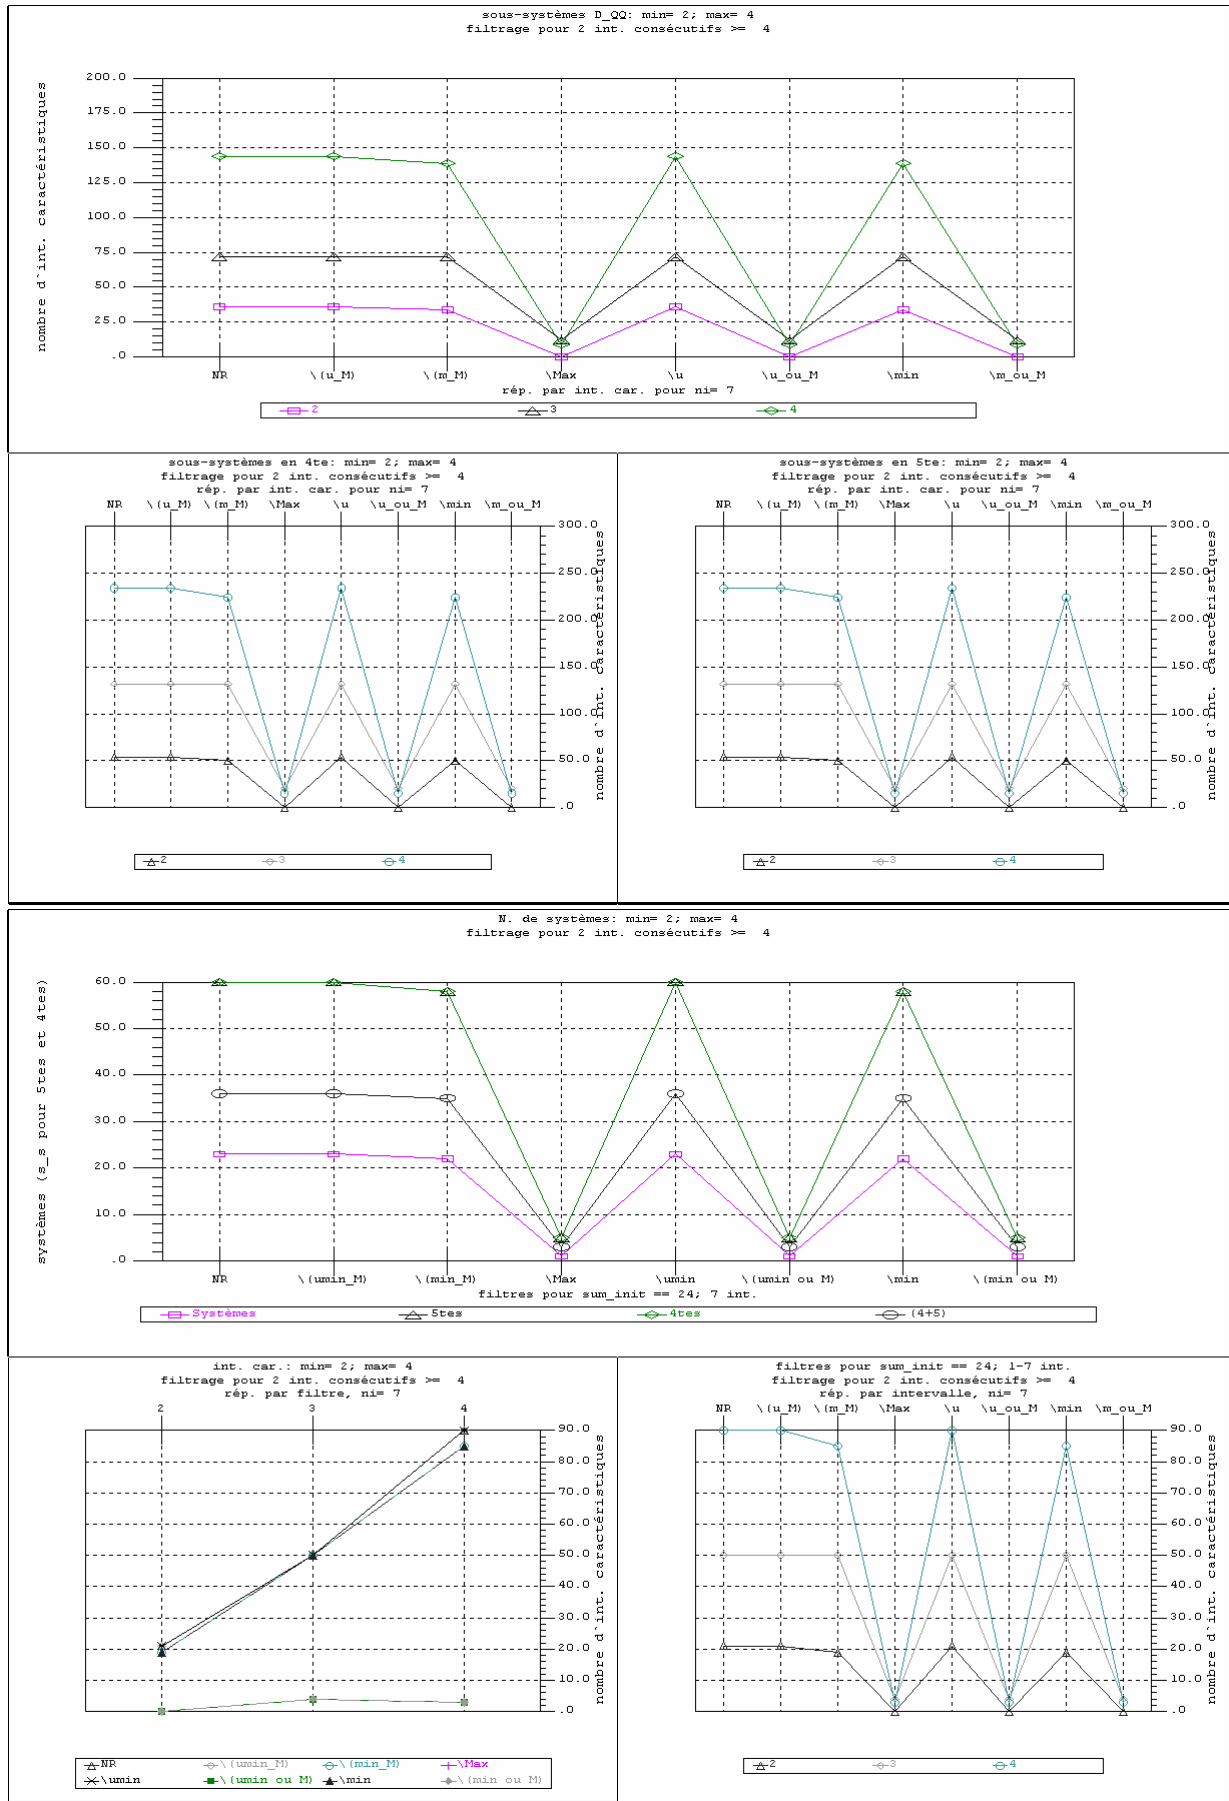 sous-systèmes D_QQ: min= 2; max= 4
filtrage pour 2 int. consécutifs >= 4
nombre d`int. caractéristiques
200.0
175.0
150.0
125.0
100.0
75.0
50.0
25.0
.0
NR \(u_M) \(m_M) \Max \u \u_ou_M \min \m_ou_M
rép. par int. car. pour ni= 7
2 3 4
sous-systèmes en 4te: min= 2; max= 4
filtrage pour 2 int. consécutifs >= 4
rép. par int. car. pour ni= 7
NR \(u_M) \(m_M) \Max \u \u_ou_M \min \m_ou_M
300.0
250.0
200.0
150.0
100.0
50.0
.0
nombre d`int. caractéristiques
2 3 4
sous-systèmes en 5te: min= 2; max= 4
filtrage pour 2 int. consécutifs >= 4
rép. par int. car. pour ni= 7
NR \(u_M) \(m_M) \Max \u \u_ou_M \min \m_ou_M
300.0
250.0
200.0
150.0
100.0
50.0
.0
nombre d`int. caractéristiques
2 3 4
N. de systèmes: min= 2; max= 4
filtrage pour 2 int. consécutifs >= 4
systèmes (s_s pour 5tes et 4tes)
60.0
50.0
40.0
30.0
20.0
10.0
.0
NR \(umin_M) \(min_M) \Max \umin \(umin ou M) \min \(min ou M)
filtres pour sum_init == 24; 7 int.
Systèmes 5tes 4tes (4+5)
int. car.: min= 2; max= 4
filtrage pour 2 int. consécutifs >= 4
rép. par filtre, ni= 7
2 3 4
90.0
80.0
70.0
60.0
50.0
40.0
30.0
20.0
10.0
.0
nombre d`int. caractéristiques
NR \(umin_M) \(min_M) \Max
\umin \(umin ou M) \min \(min ou M)
filtres pour sum_init == 24; 1-7 int.
filtrage pour 2 int. consécutifs >= 4
rép. par intervalle, ni= 7
NR \(u_M) \(m_M) \Max \u \u_ou_M \min \m_ou_M
90.0
80.0
70.0
60.0
50.0
40.0
30.0
20.0
10.0
.0
nombre d`int. caractéristiques
2 3 4